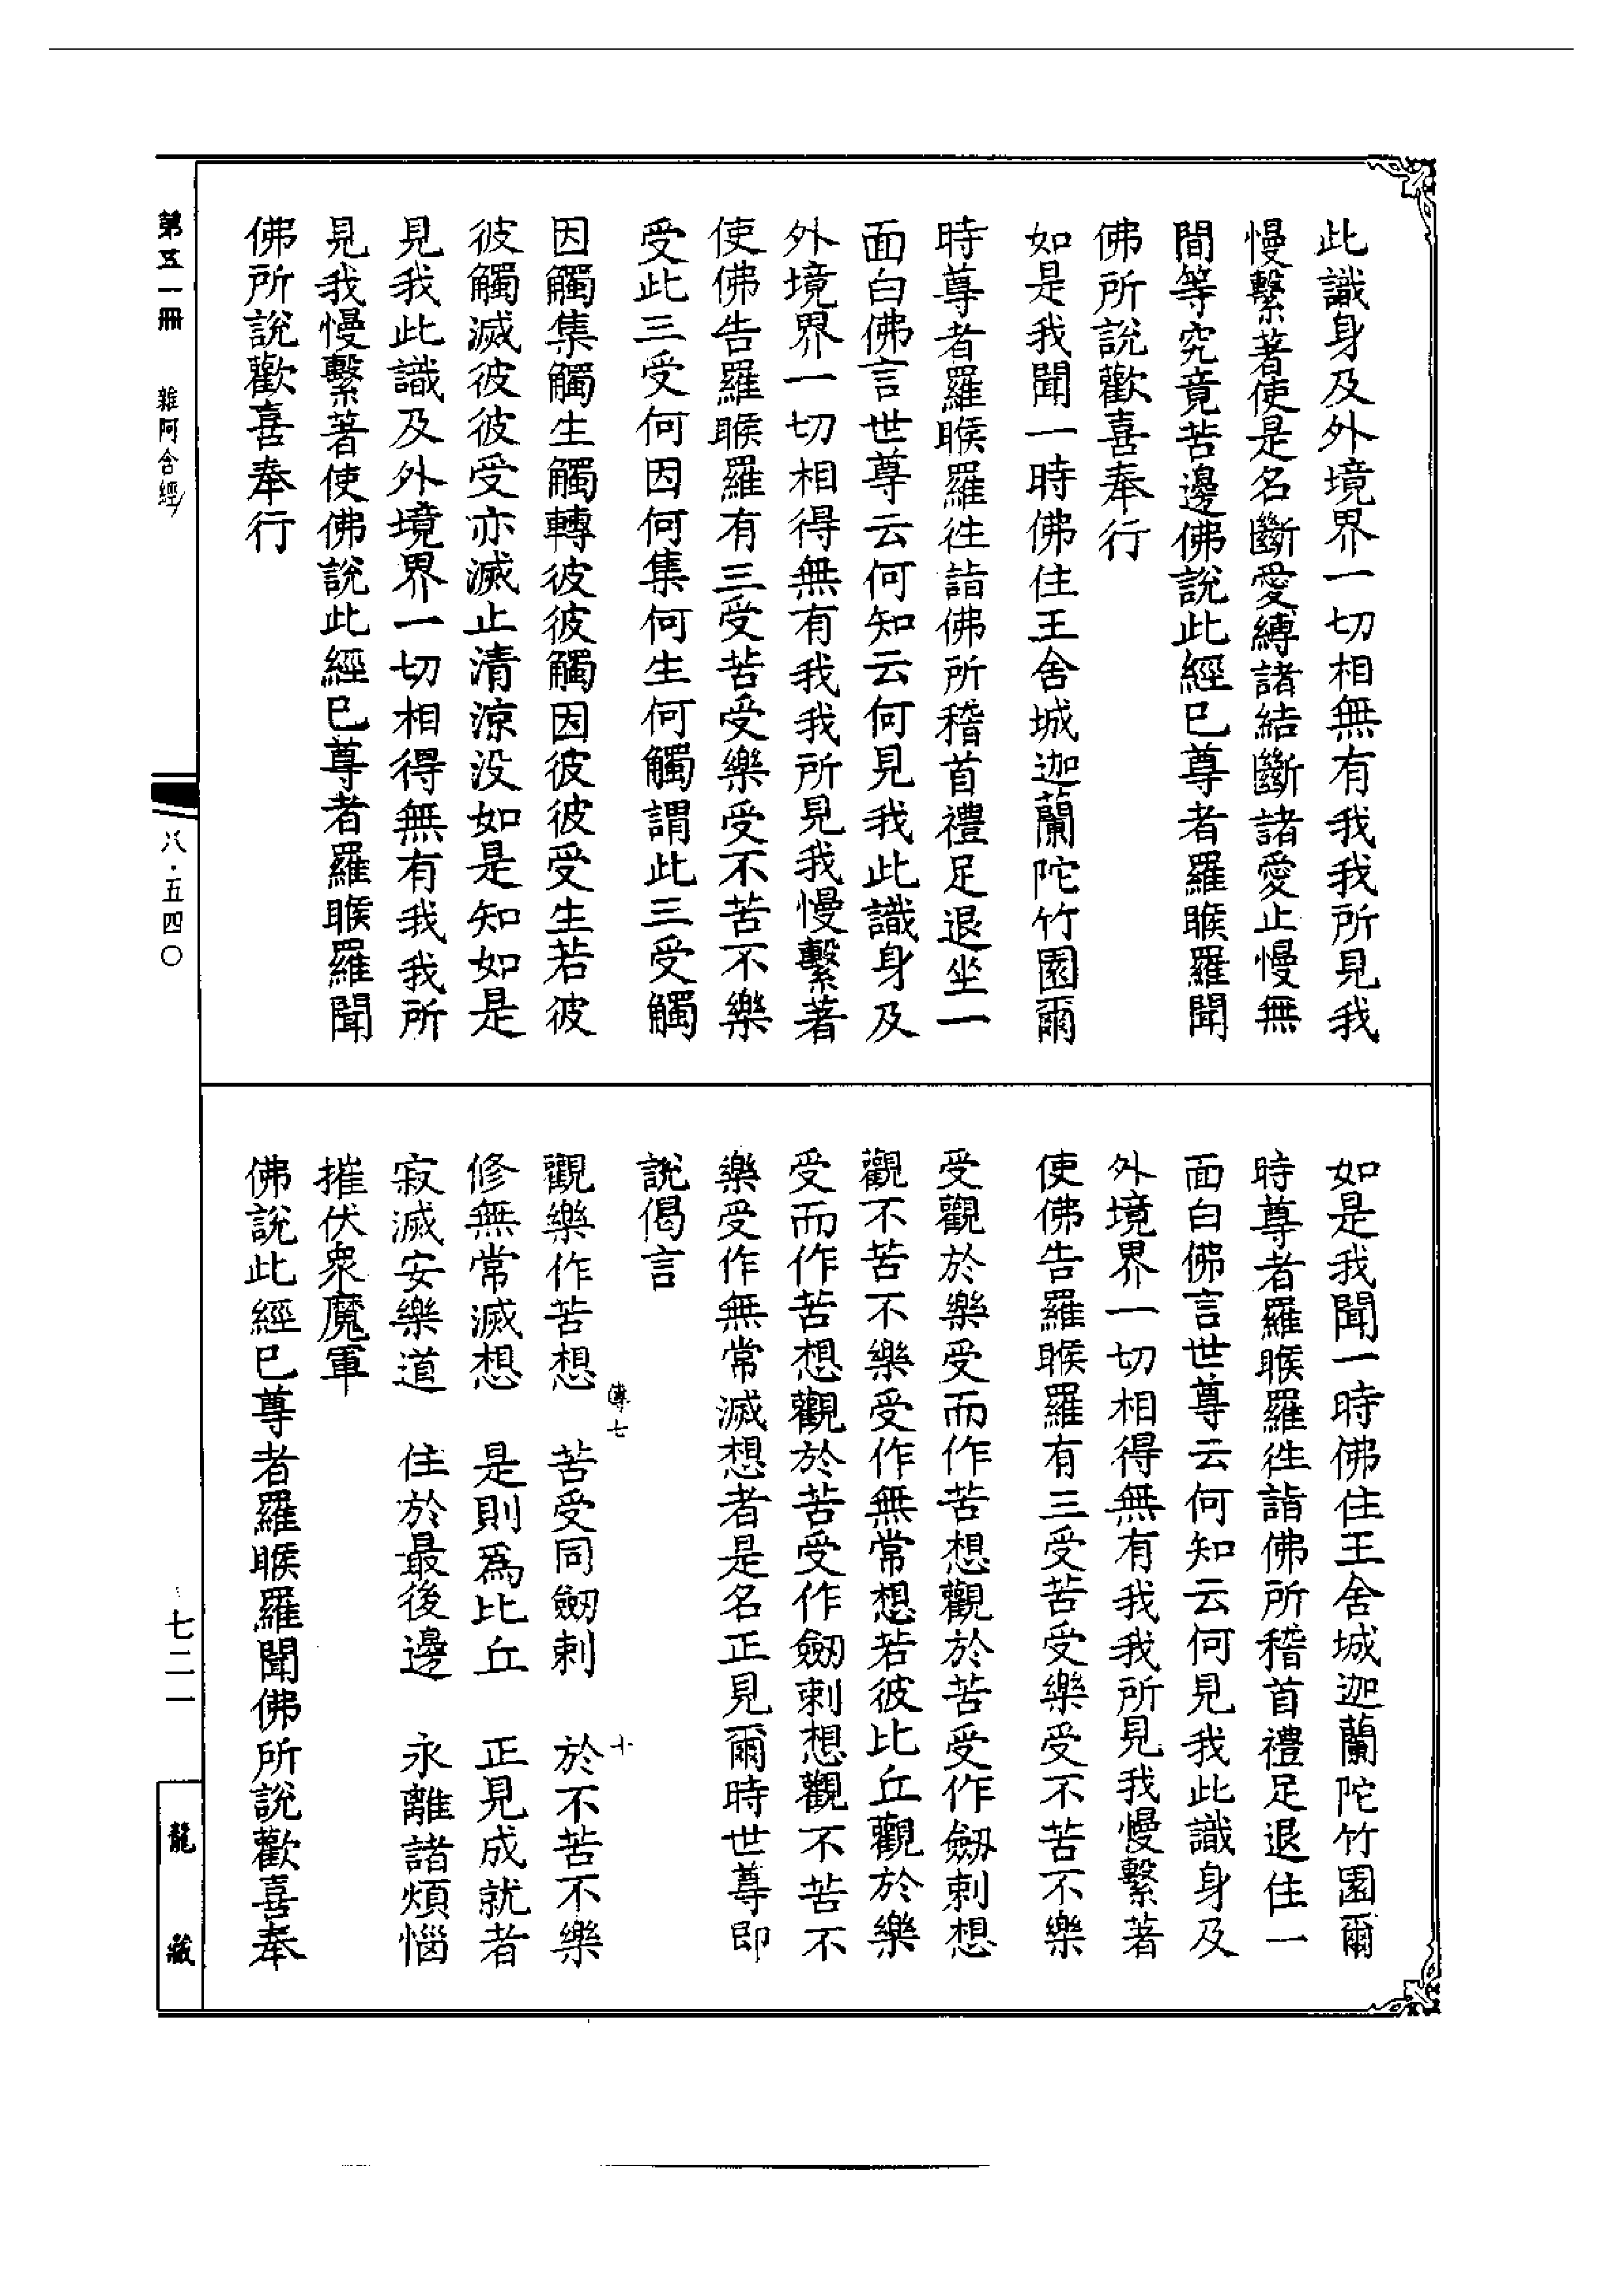 此識身及外境界一切相無有我我所見我
慢繫著使是名斷愛縛諸結斷諸愛止慢無
間等究竟苦邊佛說此經已尊者羅睺羅聞
佛所說歡喜奉行
如是我聞一時佛住王舍城迦蘭陀竹園爾
時尊者羅睺羅往詣佛所稽首禮足退坐一
面白佛言世尊云何知云何見我此識身及
外境界一切相得無有我我所見我慢繫著
使佛告羅睺羅有三受苦受樂受不苦不樂
受此三受何因何集何生何觸謂此三受觸
因觸集觸生觸轉彼彼觸因彼彼受生若彼
彼觸滅彼彼受亦滅止清涼没如是知如是
見我此識及外境界一切相得無有我我所
見我慢繫著使佛說此經已尊者羅睺羅聞
佛所說歡喜奉行
如是我聞一時佛住王舍城迦蘭陀竹園爾
時尊者羅睺羅往詣佛所稽首禮足退住一
面白佛言世尊云何知云何見我此識身及
外境界一切相得無有我我所見我慢繫著
使佛告羅睺羅有三受苦受樂受不苦不樂
受觀於樂受而作苦想觀於苦受作劒刺想
觀不苦不樂受作無常想若彼比丘觀於樂
受而作苦想觀於苦受作劒刺想觀不苦不
樂受作無常滅想者是名正見爾時世尊即
說偈言
觀樂作苦想　苦受同劒刺　於不苦不樂
修無常滅想　是則爲比丘　正見成就者
寂滅安樂道　住於最後邊　永離諸煩惱
摧伏衆魔軍
佛說此經已尊者羅睺羅聞佛所說歡喜奉
第五一冊　雜阿含經
八·五四〇
七二一
龍藏
七
十